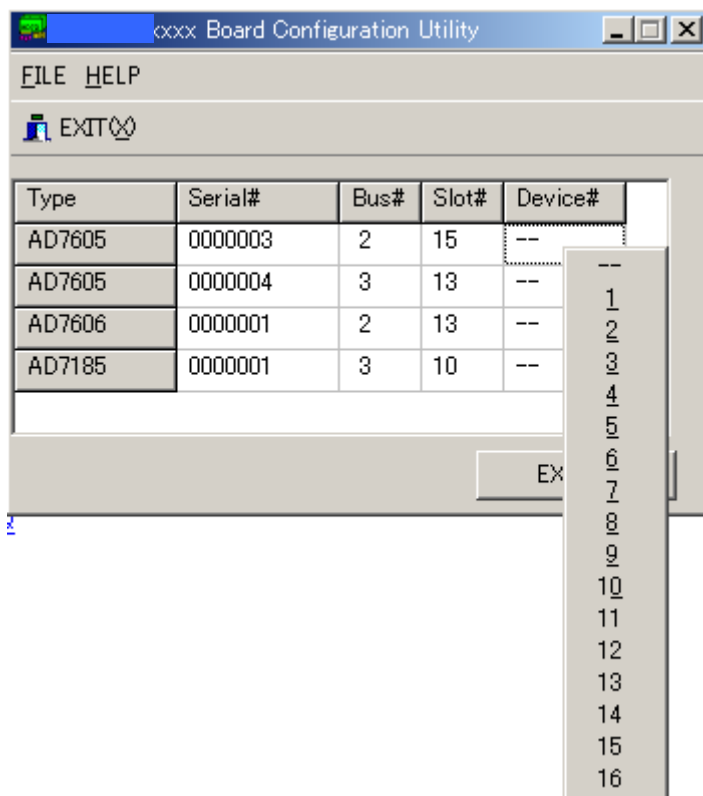 xxxx Board Configuration Utility
FILE HELP
EXIT(X)
Type Serial# Bus# Slot# Device#
AD7605 0000003 2 15 --
AD7605 0000004 3 13 --
AD7606 0000001 2 13 --
AD7185 0000001 3 10 --
EX
--
1
2
3
4
5
6
7
8
9
10
11
12
13
14
15
16